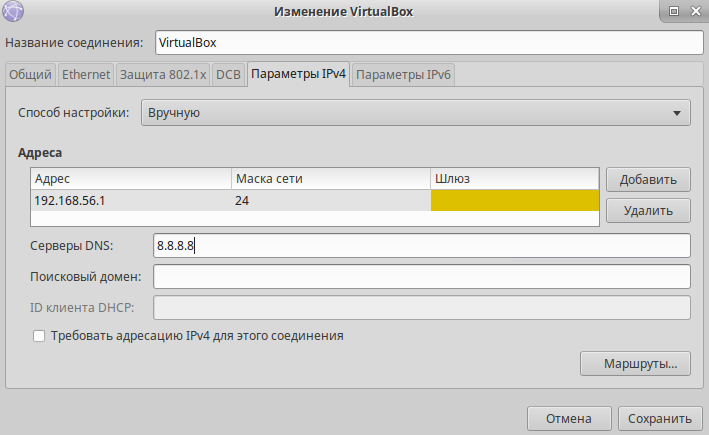 Изменение VirtualBox
Название соединения: VirtualBox
Общий Ethernet Защита 802.1x DCB Параметры IPv4 Параметры IPv6
Способ настройки: Вручную
Адреса
Адрес Маска сети Шлюз
192.168.56.1 24
Добавить
Удалить
Серверы DNS: 8.8.8.8
Поисковый домен:
ID клиента DHCP:
Требовать адресацию IPv4 для этого соединения
Маршруты...
Отмена Сохранить